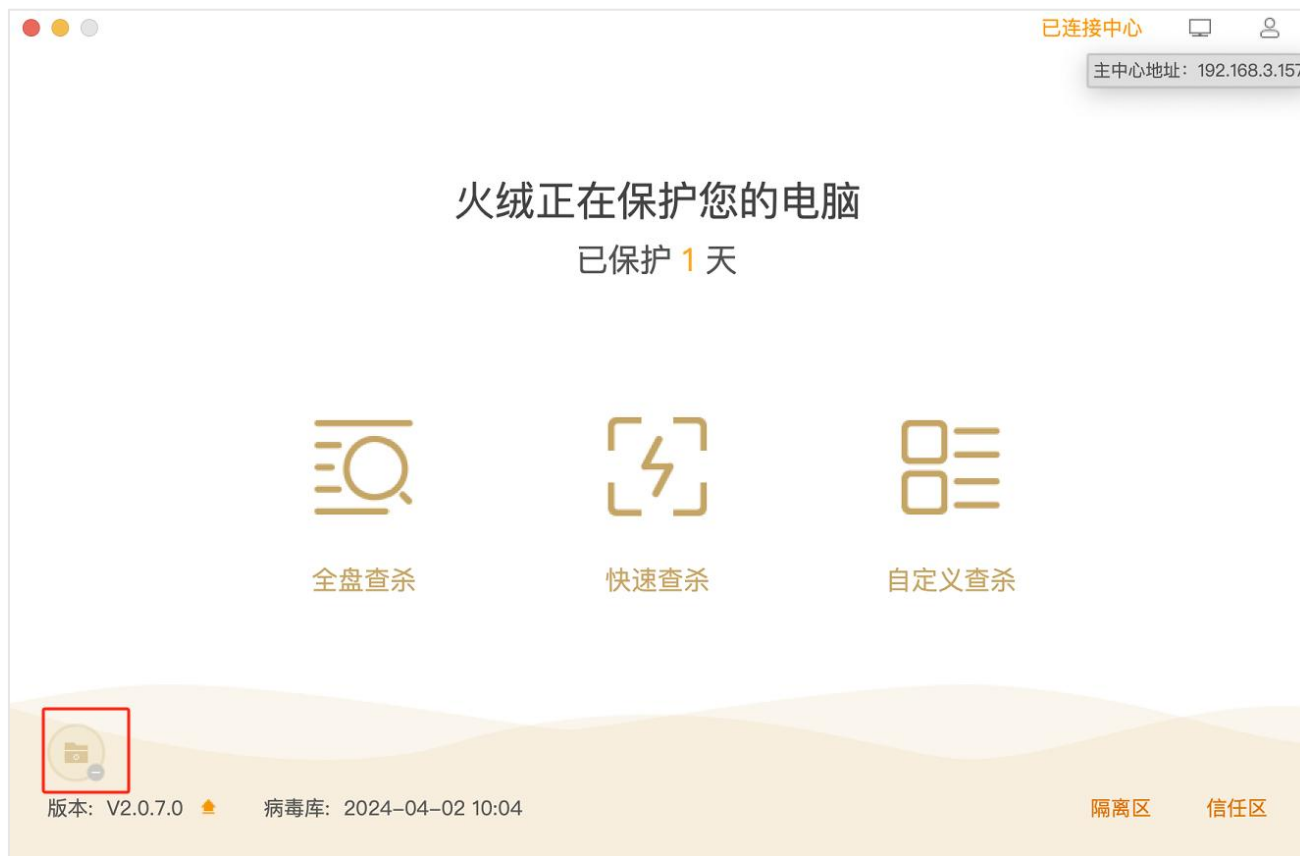 已连接中心
主中心地址：192.168.3.157
火绒正在保护您的电脑
已保护 1 天
全盘查杀
快速查杀
自定义查杀
版本: V2.0.7.0 病毒库: 2024-04-02 10:04 隔离区 信任区